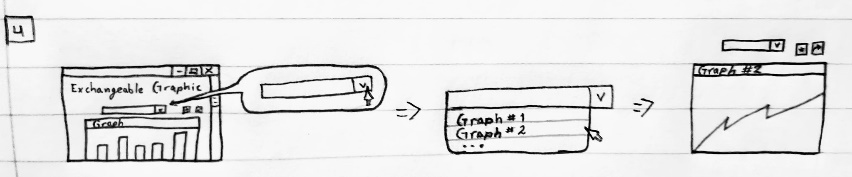 4
Exchangeable Graphic
Graph
Graph #1
Graph #2
...
Graph #2